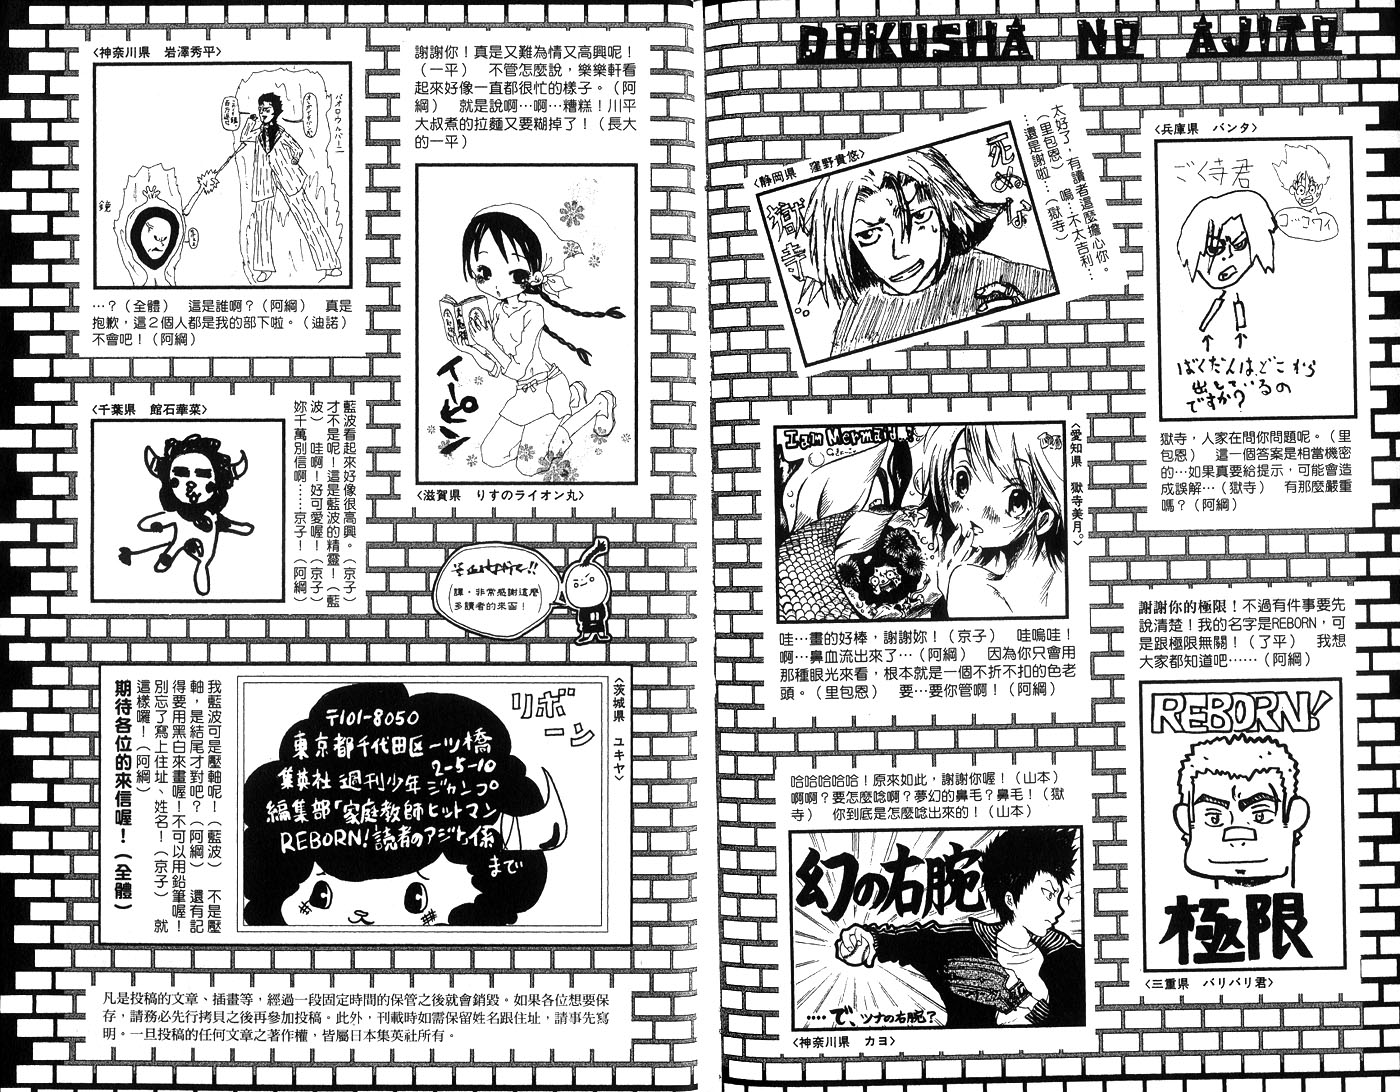 DOKUSHA NO AJITO
〈兵庫県　バンタ〉
ごくでら君
コッコワイ
ばくだんは、どこから
出しているの
ですか？
獄寺，人家在問你問題呢。（里
包恩）　這一個答案是相當機密
的…如果真要給提示，可能會造
成誤解…（獄寺）　有那麼嚴重
嗎？（阿綱）
太好了，有讀者這麼擔心你。
（里包恩）　嗚…不太吉利…
…還是謝啦…（獄寺）
〈静岡県　窪野貴悠〉
死ぬな
獄寺
〈愛知県　獄寺美月。〉
I am Mermaid
哇…畫的好棒，謝謝妳！（京子）　哇嗚哇！
啊…鼻血流出來了…（阿綱）　因為你只會用
那種眼光來看，根本就是一個不折不扣的色老
頭。（里包恩）　要…要你管啊！（阿綱）
謝謝你的極限！不過有件事要先
說清楚！我的名字是REBORN，可
是跟極限無關！（了平）　我想
大家都知道吧……（阿綱）
REBORN!
極限
〈三重県　バリバリ君〉
哈哈哈哈哈！原來如此，謝謝你喔！（山本）
啊啊？要怎麼唸啊？夢幻的鼻毛？鼻毛！（獄
寺）　你到底是怎麼唸出來的！（山本）
幻の右腕
‥‥で、ツナの右腕？
〈神奈川県　カヨ〉
〈神奈川県　岩澤秀平〉
鏡
…？（全體）　這是誰啊？（阿綱）　真是
抱歉，這２個人都是我的部下啦。（迪諾）
不會吧！（阿綱）
謝謝你！真是又難為情又高興呢！
（一平）　不管怎麼說，樂樂軒看
起來好像一直都很忙的樣子。（阿
綱）　就是說啊…啊…糟糕！川平
大叔煮的拉麵又要糊掉了！（長大
的一平）
イーピン
〈滋賀県　りすのライオン丸〉
〈千葉県　館石華菜〉
藍波看起來好像很高興。（京子）
才不是呢！這是藍波的精靈！（藍
波）　哇啊！好可愛喔！（京子）
妳千萬別信啊……京子！（阿綱）
譯．非常感謝這麼
多讀者的來函！
〈茨城県　ユキヤ〉
リボーン
〒101-8050
東京都千代田区一ツ橋
2-5-10
集英社 週刊少年ジャンプ
編集部「家庭教師ヒットマン
REBORN!読者のアジト」係
まで
我藍波可是壓軸呢！（藍波）　不是壓
軸，是結尾才對吧？（阿綱）　還有記
得要用黑白來畫喔！不可以用鉛筆喔！
別忘了寫上住址、姓名！（京子）　就
這樣囉！（阿綱）
期待各位的來信喔！（全體）
凡是投稿的文章、插畫等，經過一段固定時間的保管之後就會銷毀。如果各位想要保
存，請務必先行拷貝之後再參加投稿。此外，刊載時如需保留姓名跟住址，請事先寫
明。一旦投稿的任何文章之著作權，皆屬日本集英社所有。